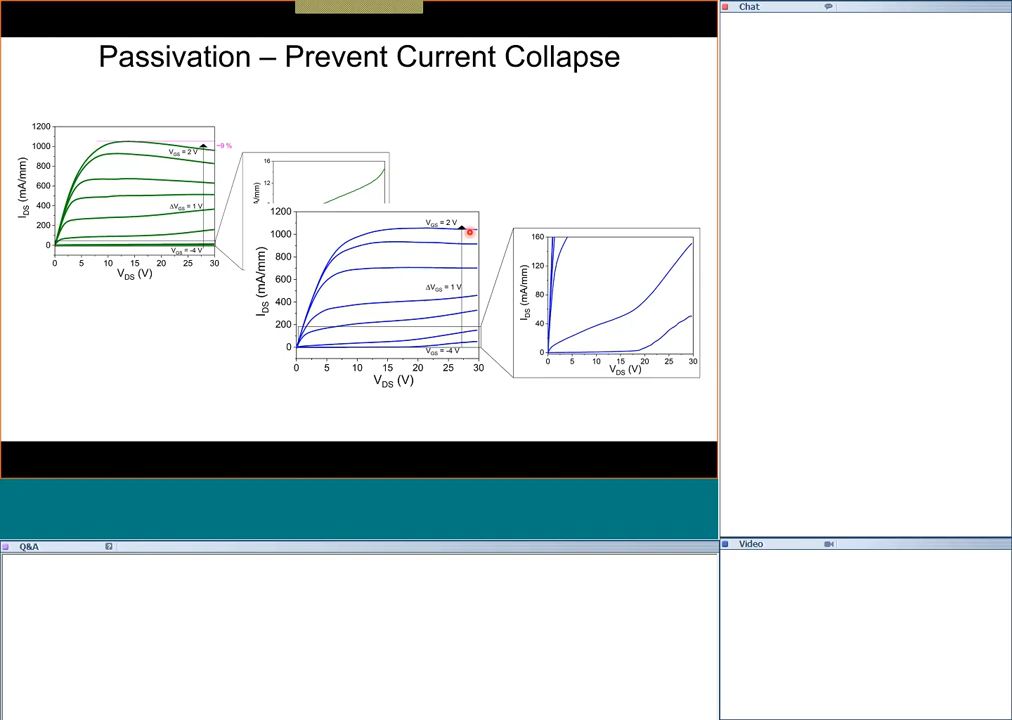 Chat
Passivation – Prevent Current Collapse
1200
1000
800
600
400
200
0
I_DS (mA/mm)
V_GS = 2 V
~9 %
ΔV_GS = 1 V
V_GS = -4 V
0 5 10 15 20 25 30
V_DS (V)
16
12
/mm)
1200
1000
800
600
400
200
0
I_DS (mA/mm)
V_GS = 2 V
ΔV_GS = 1 V
V_GS = -4 V
0 5 10 15 20 25 30
V_DS (V)
160
120
80
40
0
I_DS (mA/mm)
0 5 10 15 20 25 30
V_DS (V)
Q&A
Video